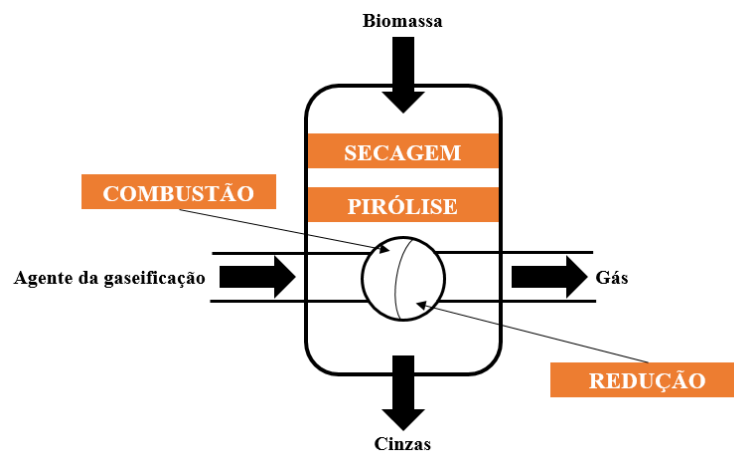 Biomassa
SECAGEM
COMBUSTÃO
PIRÓLISE
Agente da gaseificação
Gás
REDUÇÃO
Cinzas